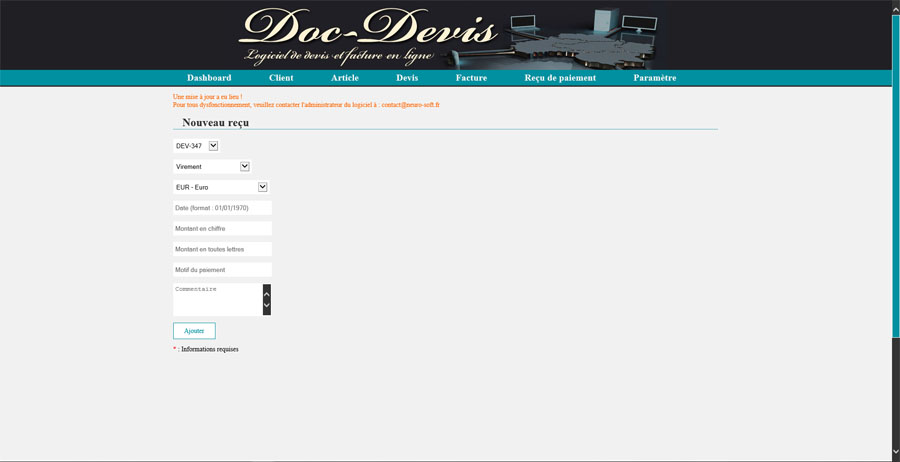 Doc-Devis
Logiciel de devis et facture en ligne
Dashboard Client Article Devis Facture Reçu de paiement Paramètre
Une mise à jour a eu lieu !
Pour tous dysfonctionnement, veuillez contacter l'administrateur du logiciel à : contact@neuro-soft.fr
Nouveau reçu
DEV-347
Virement
EUR - Euro
Date (format : 01/01/1970)
Montant en chiffre
Montant en toutes lettres
Motif du paiement
Commentaire
Ajouter
* : Informations requises